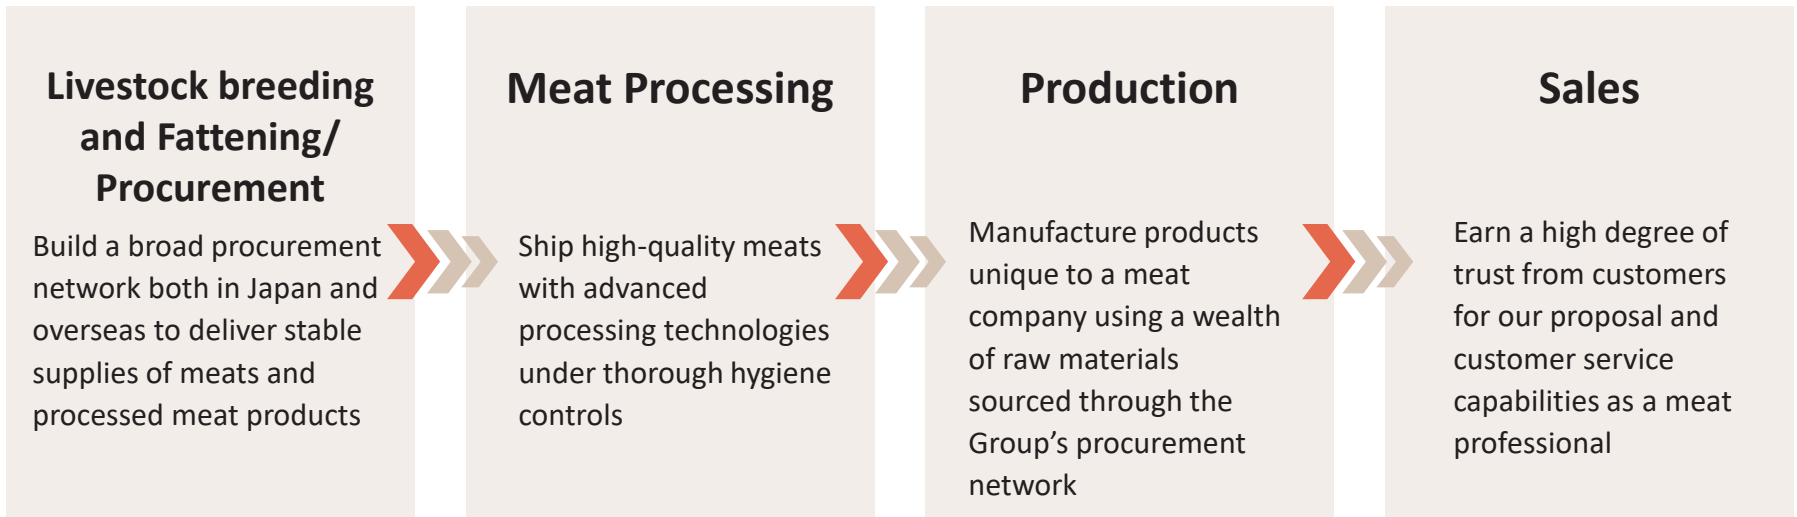 Livestock breeding
and Fattening/
Procurement
Build a broad procurement
network both in Japan and
overseas to deliver stable
supplies of meats and
processed meat products
Meat Processing
Ship high-quality meats
with advanced
processing technologies
under thorough hygiene
controls
Production
Manufacture products
unique to a meat
company using a wealth
of raw materials
sourced through the
Group’s procurement
network
Sales
Earn a high degree of
trust from customers
for our proposal and
customer service
capabilities as a meat
professional